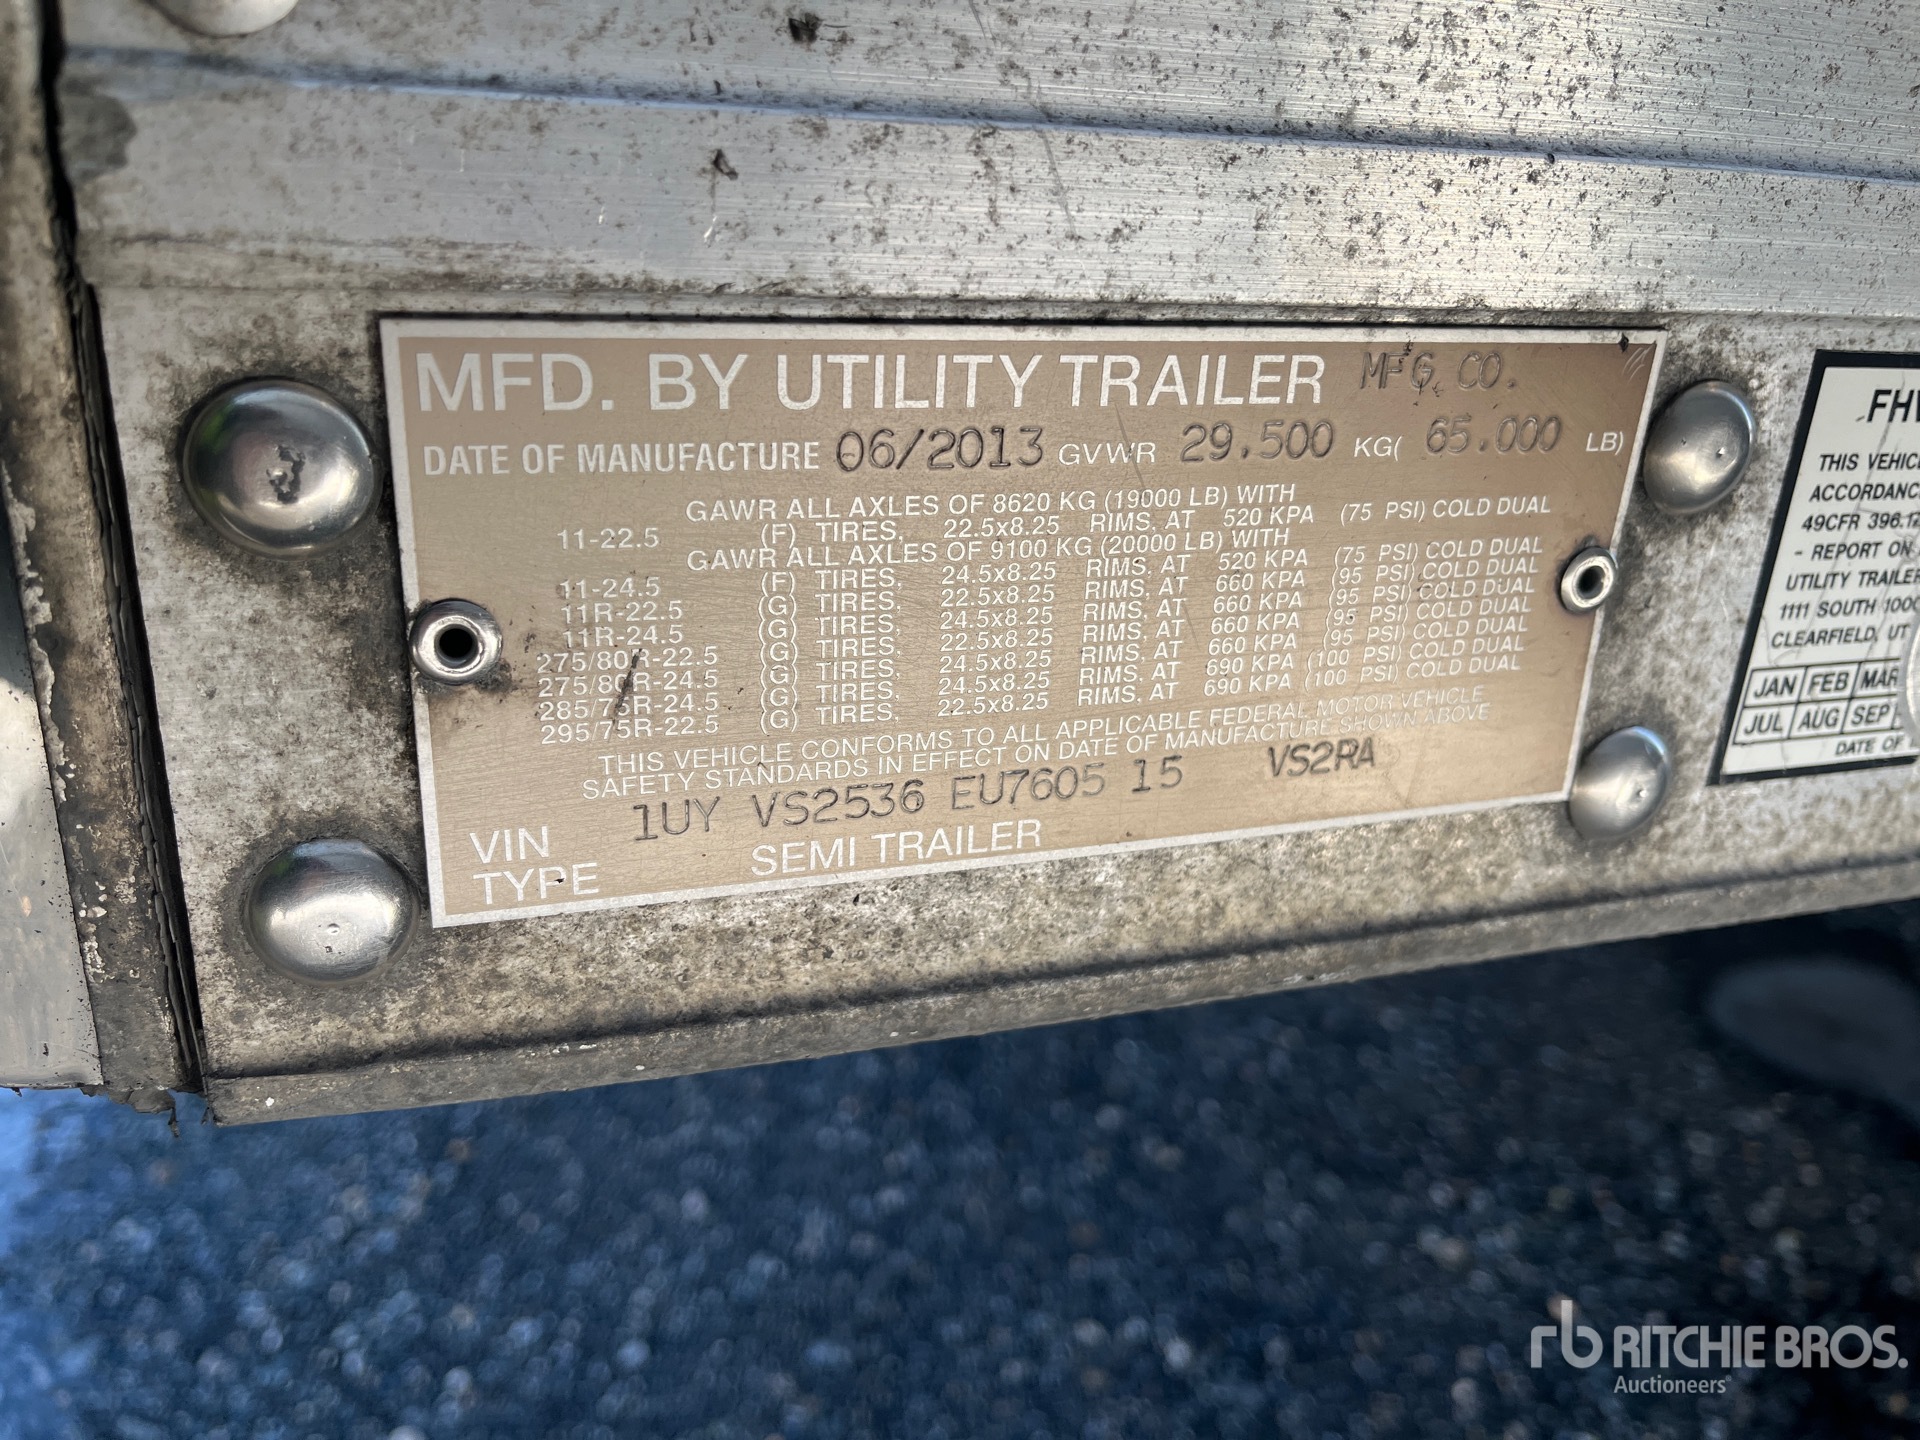 MFD. BY UTILITY TRAILER MFG. CO.
DATE OF MANUFACTURE 06/2013 GVWR 29.500 KG( 65.000 LB)
GAWR ALL AXLES OF 8620 KG (19000 LB) WITH
11-22.5 (F) TIRES, 22.5x8.25 RIMS, AT 520 KPA (75 PSI) COLD DUAL
GAWR ALL AXLES OF 9100 KG (20000 LB) WITH
11-24.5 (F) TIRES, 24.5x8.25 RIMS, AT 520 KPA (75 PSI) COLD DUAL
11R-22.5 (G) TIRES, 22.5x8.25 RIMS, AT 660 KPA (95 PSI) COLD DUAL
11R-24.5 (G) TIRES, 24.5x8.25 RIMS, AT 660 KPA (95 PSI) COLD DUAL
275/80R-22.5 (G) TIRES, 22.5x8.25 RIMS, AT 660 KPA (95 PSI) COLD DUAL
275/80R-24.5 (G) TIRES, 24.5x8.25 RIMS, AT 660 KPA (95 PSI) COLD DUAL
285/75R-24.5 (G) TIRES, 24.5x8.25 RIMS, AT 690 KPA (100 PSI) COLD DUAL
295/75R-22.5 (G) TIRES, 22.5x8.25 RIMS, AT 690 KPA (100 PSI) COLD DUAL
THIS VEHICLE CONFORMS TO ALL APPLICABLE FEDERAL MOTOR VEHICLE
SAFETY STANDARDS IN EFFECT ON DATE OF MANUFACTURE SHOWN ABOVE
VIN 1UY VS2536 EU7605 15 VS2RA
TYPE SEMI TRAILER
THIS
ACCORDANC
49CFR 396.17
- REPORT ON
UTILITY TRAILER
1111 SOUTH 1000
CLEARFIELD, UT
JAN FEB MAR
JUL AUG SEP
DATE OF
rb RITCHIE BROS.
Auctioneers